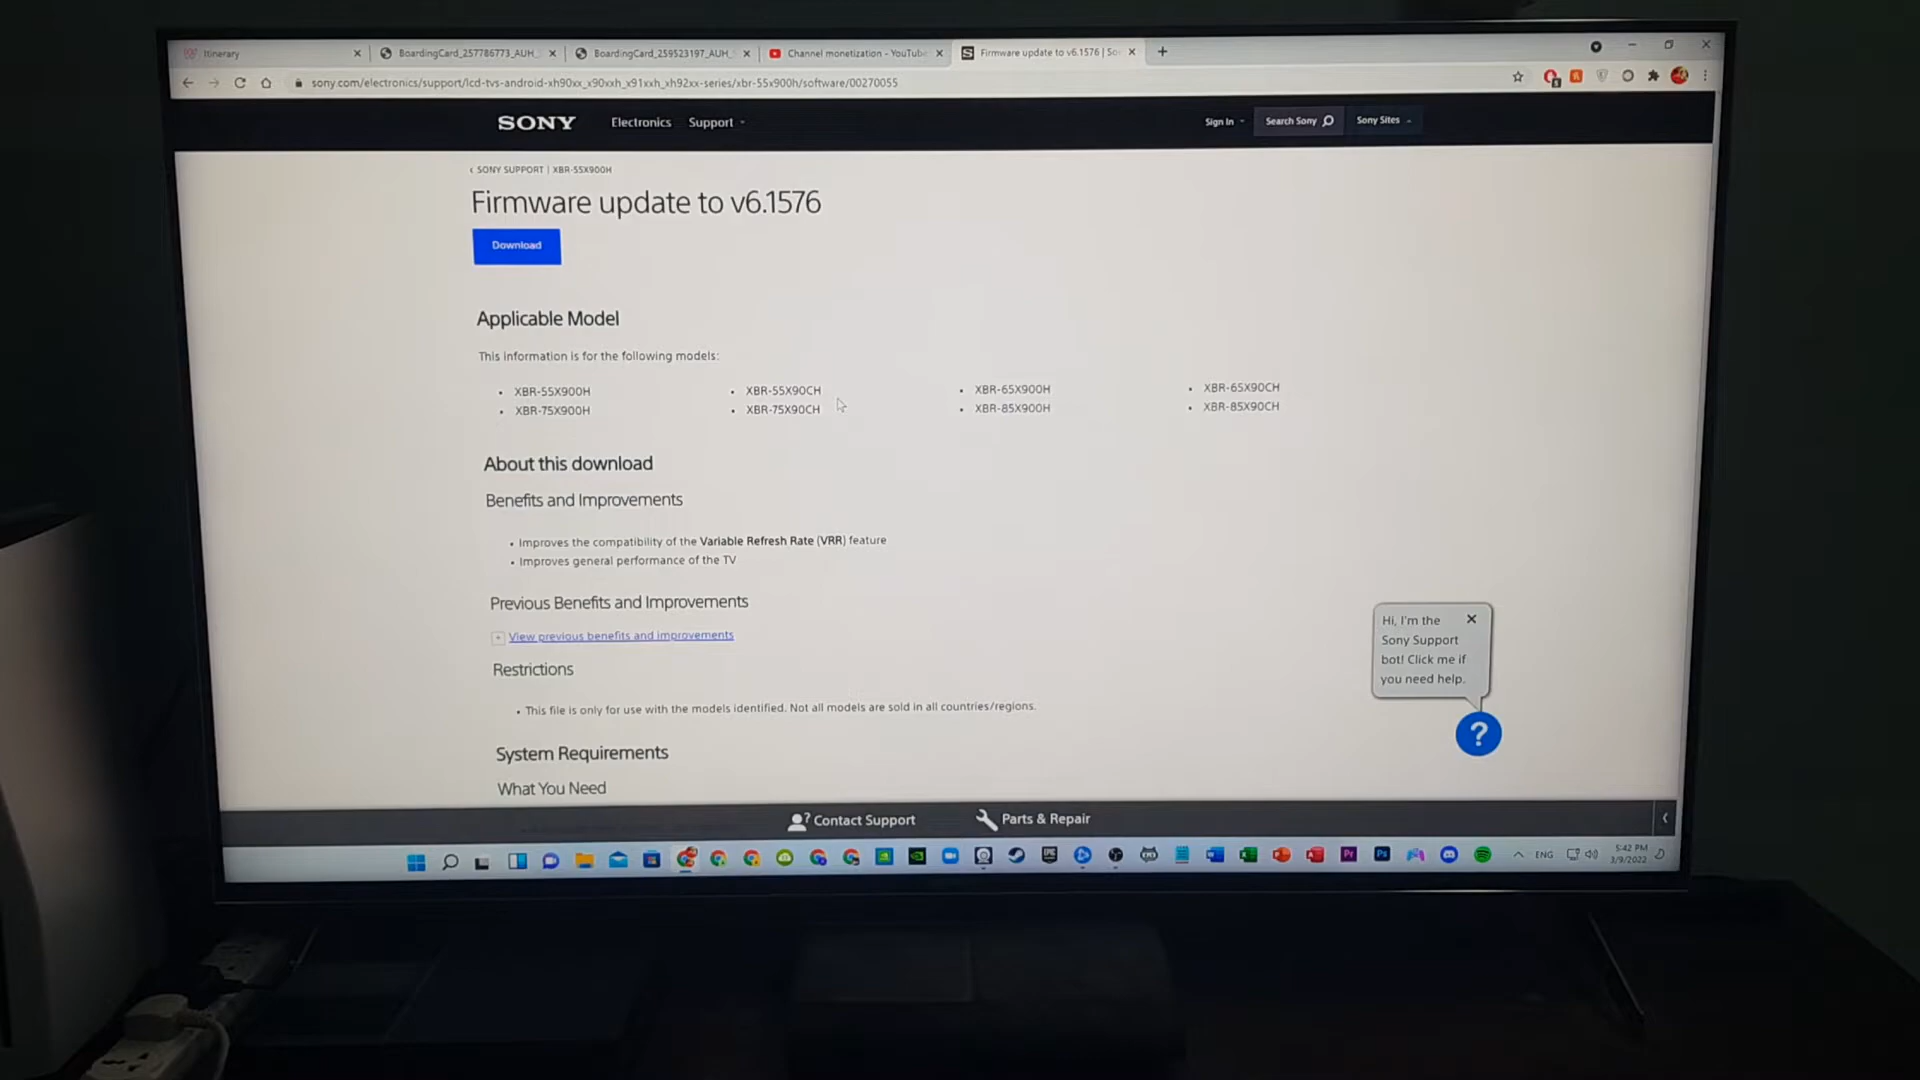 Itinerary
BoardingCard_257786773_AUH_
BoardingCard_259523197_AUH_
Channel monetization - YouTube
Firmware update to v6.1576 | So
sony.com/electronics/support/lcd-tvs-android-xh90xx_x90xxh_x91xxh_xh92xx-series/xbr-55x900h/software/00270055
SONY Electronics Support
Sign In Search Sony Sony Sites
SONY SUPPORT | XBR-55X900H
Firmware update to v6.1576
Download
Applicable Model
This information is for the following models:
• XBR-55X900H • XBR-55X90CH • XBR-65X900H • XBR-65X90CH
• XBR-75X900H • XBR-75X90CH • XBR-85X900H • XBR-85X90CH
About this download
Benefits and Improvements
• Improves the compatibility of the Variable Refresh Rate (VRR) feature
• Improves general performance of the TV
Previous Benefits and Improvements
View previous benefits and improvements
Restrictions
• This file is only for use with the models identified. Not all models are sold in all countries/regions.
System Requirements
What You Need
Hi, I'm the
Sony Support
bot! Click me if
you need help.
?
Contact Support
Parts & Repair
Pr
Ps
ENG
5:42 PM
3/9/2022